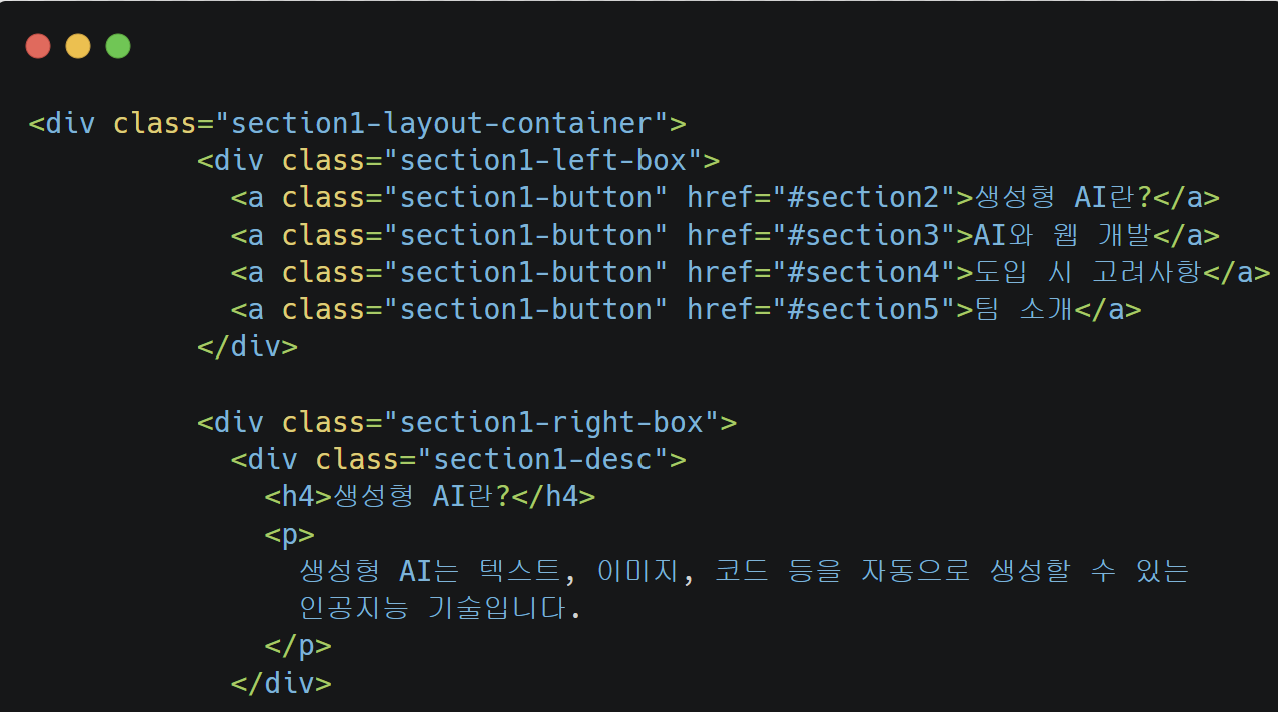 <div class="section1-layout-container">
<div class="section1-left-box">
<a class="section1-button" href="#section2">생성형 AI란?</a>
<a class="section1-button" href="#section3">AI와 웹 개발</a>
<a class="section1-button" href="#section4">도입 시 고려사항</a>
<a class="section1-button" href="#section5">팀 소개</a>
</div>
<div class="section1-right-box">
<div class="section1-desc">
<h4>생성형 AI란?</h4>
<p>
생성형 AI는 텍스트, 이미지, 코드 등을 자동으로 생성할 수 있는
인공지능 기술입니다.
</p>
</div>